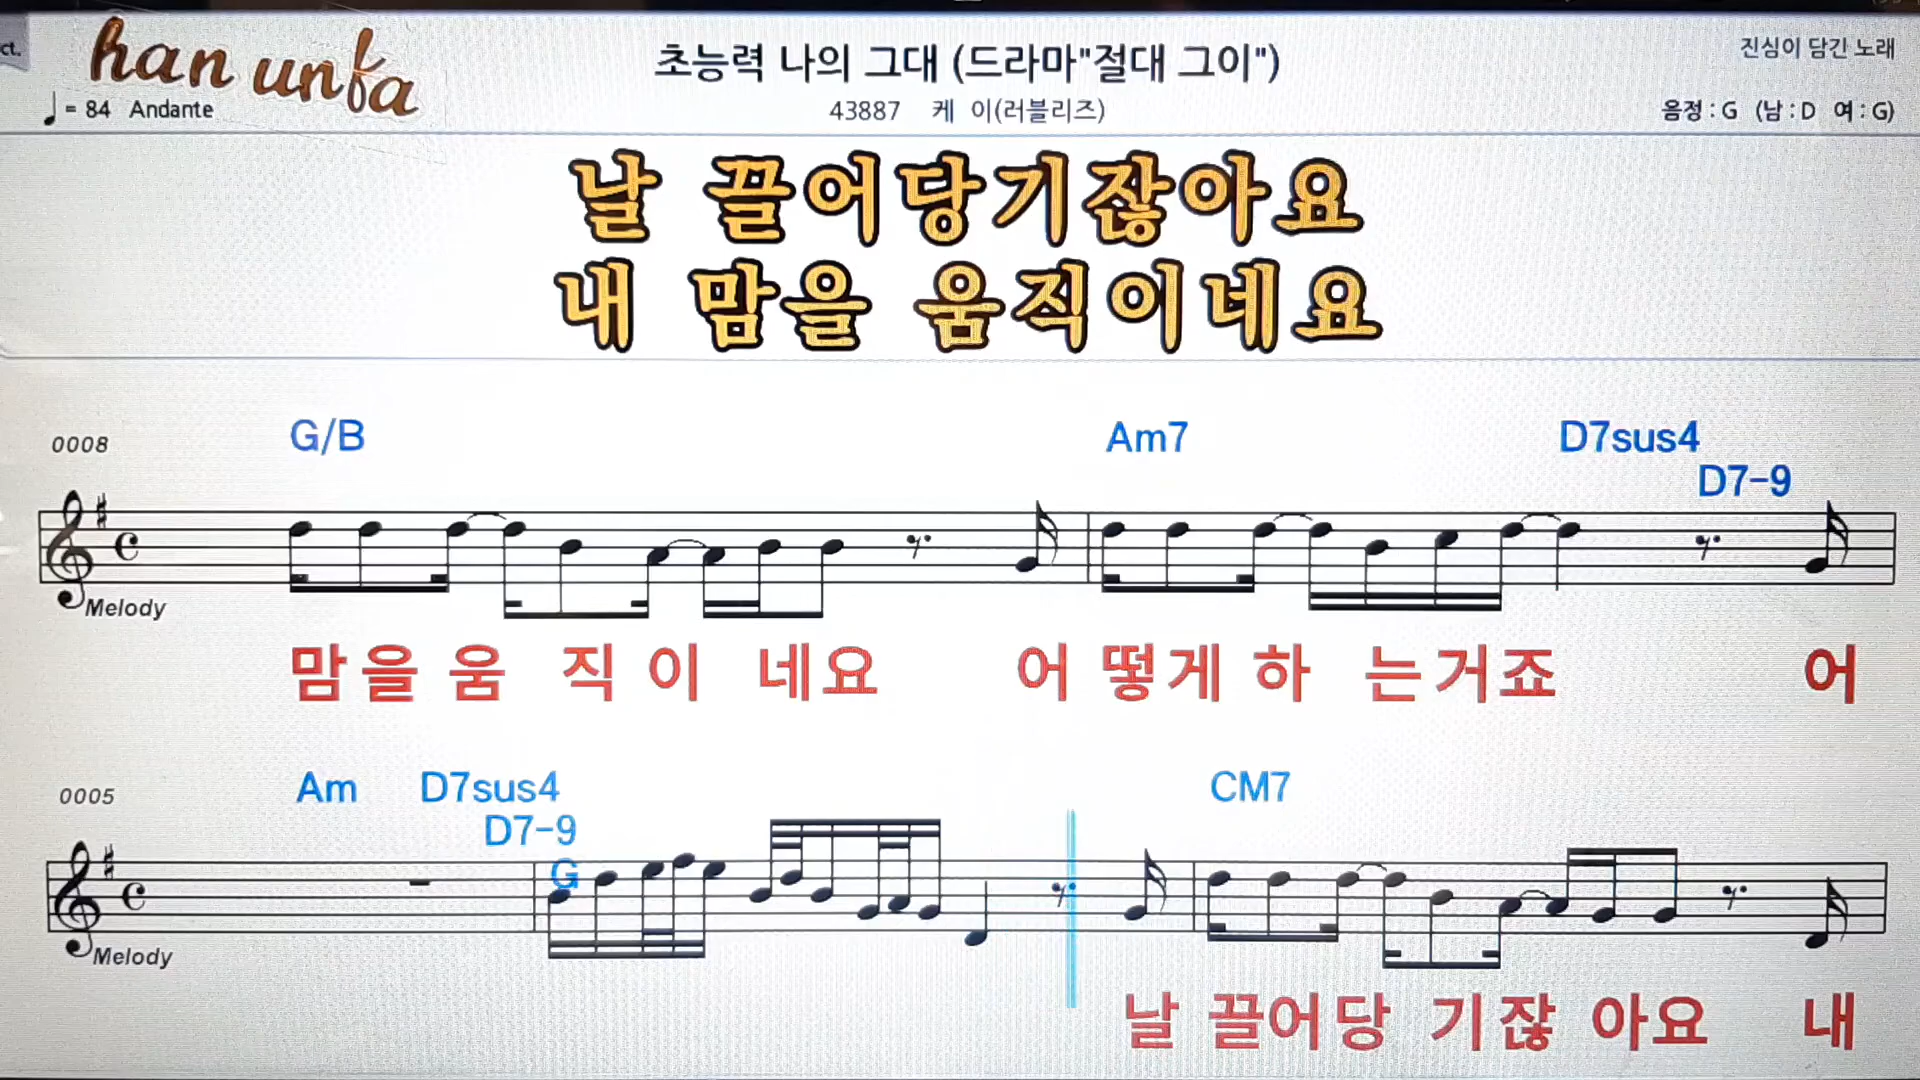 ct.
han unfa
초능력 나의 그대 (드라마"절대 그이")
진심이 담긴 노래
♩= 84 Andante
43887 케 이(러블리즈)
음정 : G (남 : D 여 : G)
날 끌어당기잖아요
내 맘을 움직이네요
0008
G/B Am7 D7sus4
D7-9
Melody
맘을 움 직 이 네요 어 떻게 하 는거죠 어
0005
Am D7sus4 CM7
D7-9
G
Melody
날 끌어당 기잖 아요 내